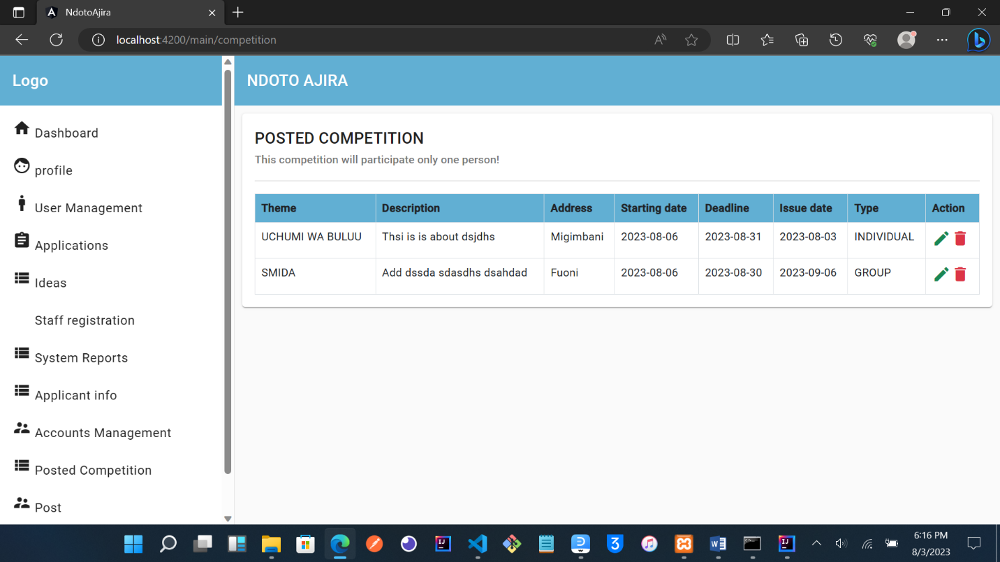 NdotoAjira
localhost:4200/main/competition
Logo
NDOTO AJIRA
Dashboard
profile
User Management
Applications
Ideas
Staff registration
System Reports
Applicant info
Accounts Management
Posted Competition
Post
POSTED COMPETITION
This competition will participate only one person!
Theme Description Address Starting date Deadline Issue date Type Action
UCHUMI WA BULUU Thsi is is about dsjdhs Migimbani 2023-08-06 2023-08-31 2023-08-03 INDIVIDUAL
SMIDA Add dssda sdasdhs dsahdad Fuoni 2023-08-06 2023-08-30 2023-09-06 GROUP
6:16 PM
8/3/2023